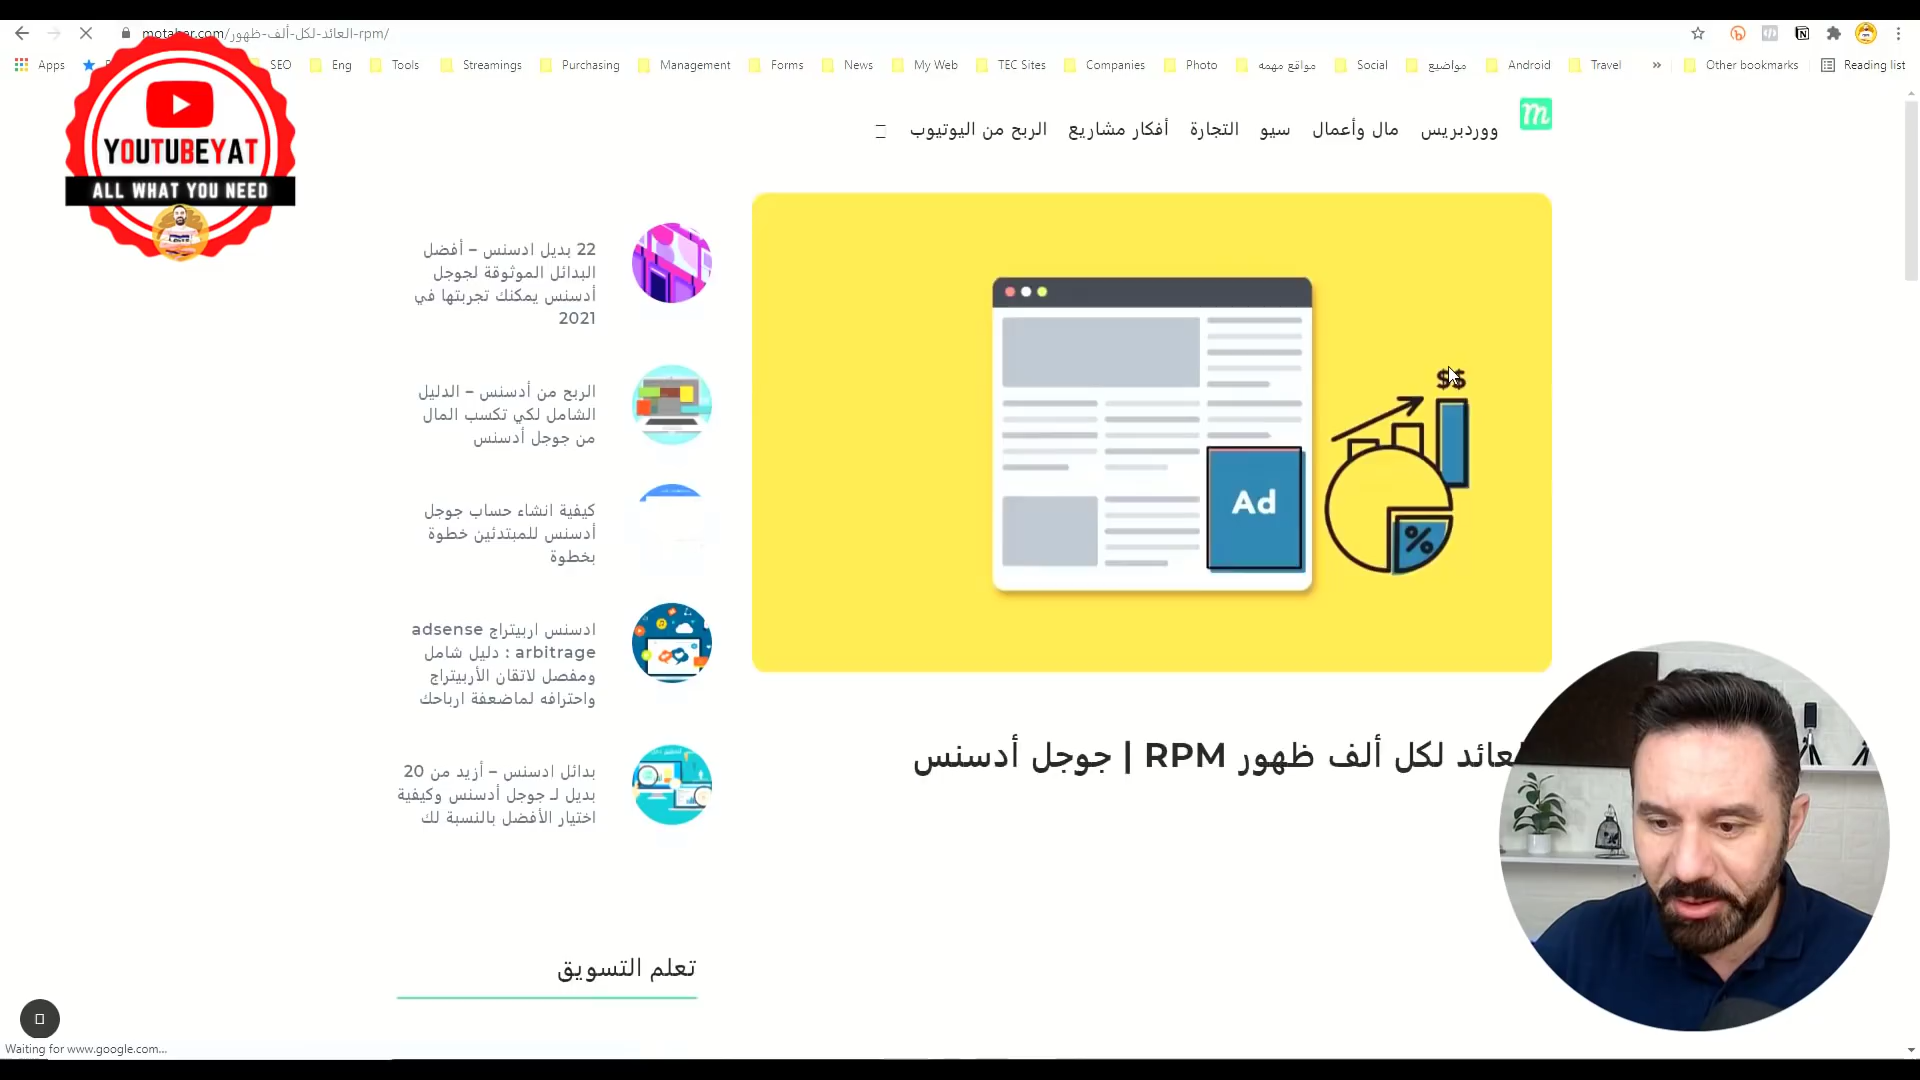 motaber.com/العائد-لكل-ألف-ظهور-rpm/
Apps
SEO
Eng
Tools
Streamings
Purchasing
Management
Forms
News
My Web
TEC Sites
Companies
Photo
مواقع مهمه
Social
مواضيع
Android
Travel
»
Other bookmarks
Reading list
YOUTUBEYAT
ALL WHAT YOU NEED
m
ووردبريس
مال وأعمال
سيو
التجارة
أفكار مشاريع
الربح من اليوتيوب
Ad
$$
%
العائد لكل ألف ظهور RPM | جوجل أدسنس
22 بديل ادسنس – أفضل
البدائل الموثوقة لجوجل
أدسنس يمكنك تجربتها في
2021
الربح من أدسنس – الدليل
الشامل لكي تكسب المال
من جوجل أدسنس
كيفية انشاء حساب جوجل
أدسنس للمبتدئين خطوة
بخطوة
ادسنس اربيتراج adsense
arbitrage : دليل شامل
ومفصل لاتقان الأربيتراج
واحترافه لماضعفة ارباحك
بدائل ادسنس – أزيد من 20
بديل لـ جوجل أدسنس وكيفية
اختيار الأفضل بالنسبة لك
تعلم التسويق
Waiting for www.google.com...